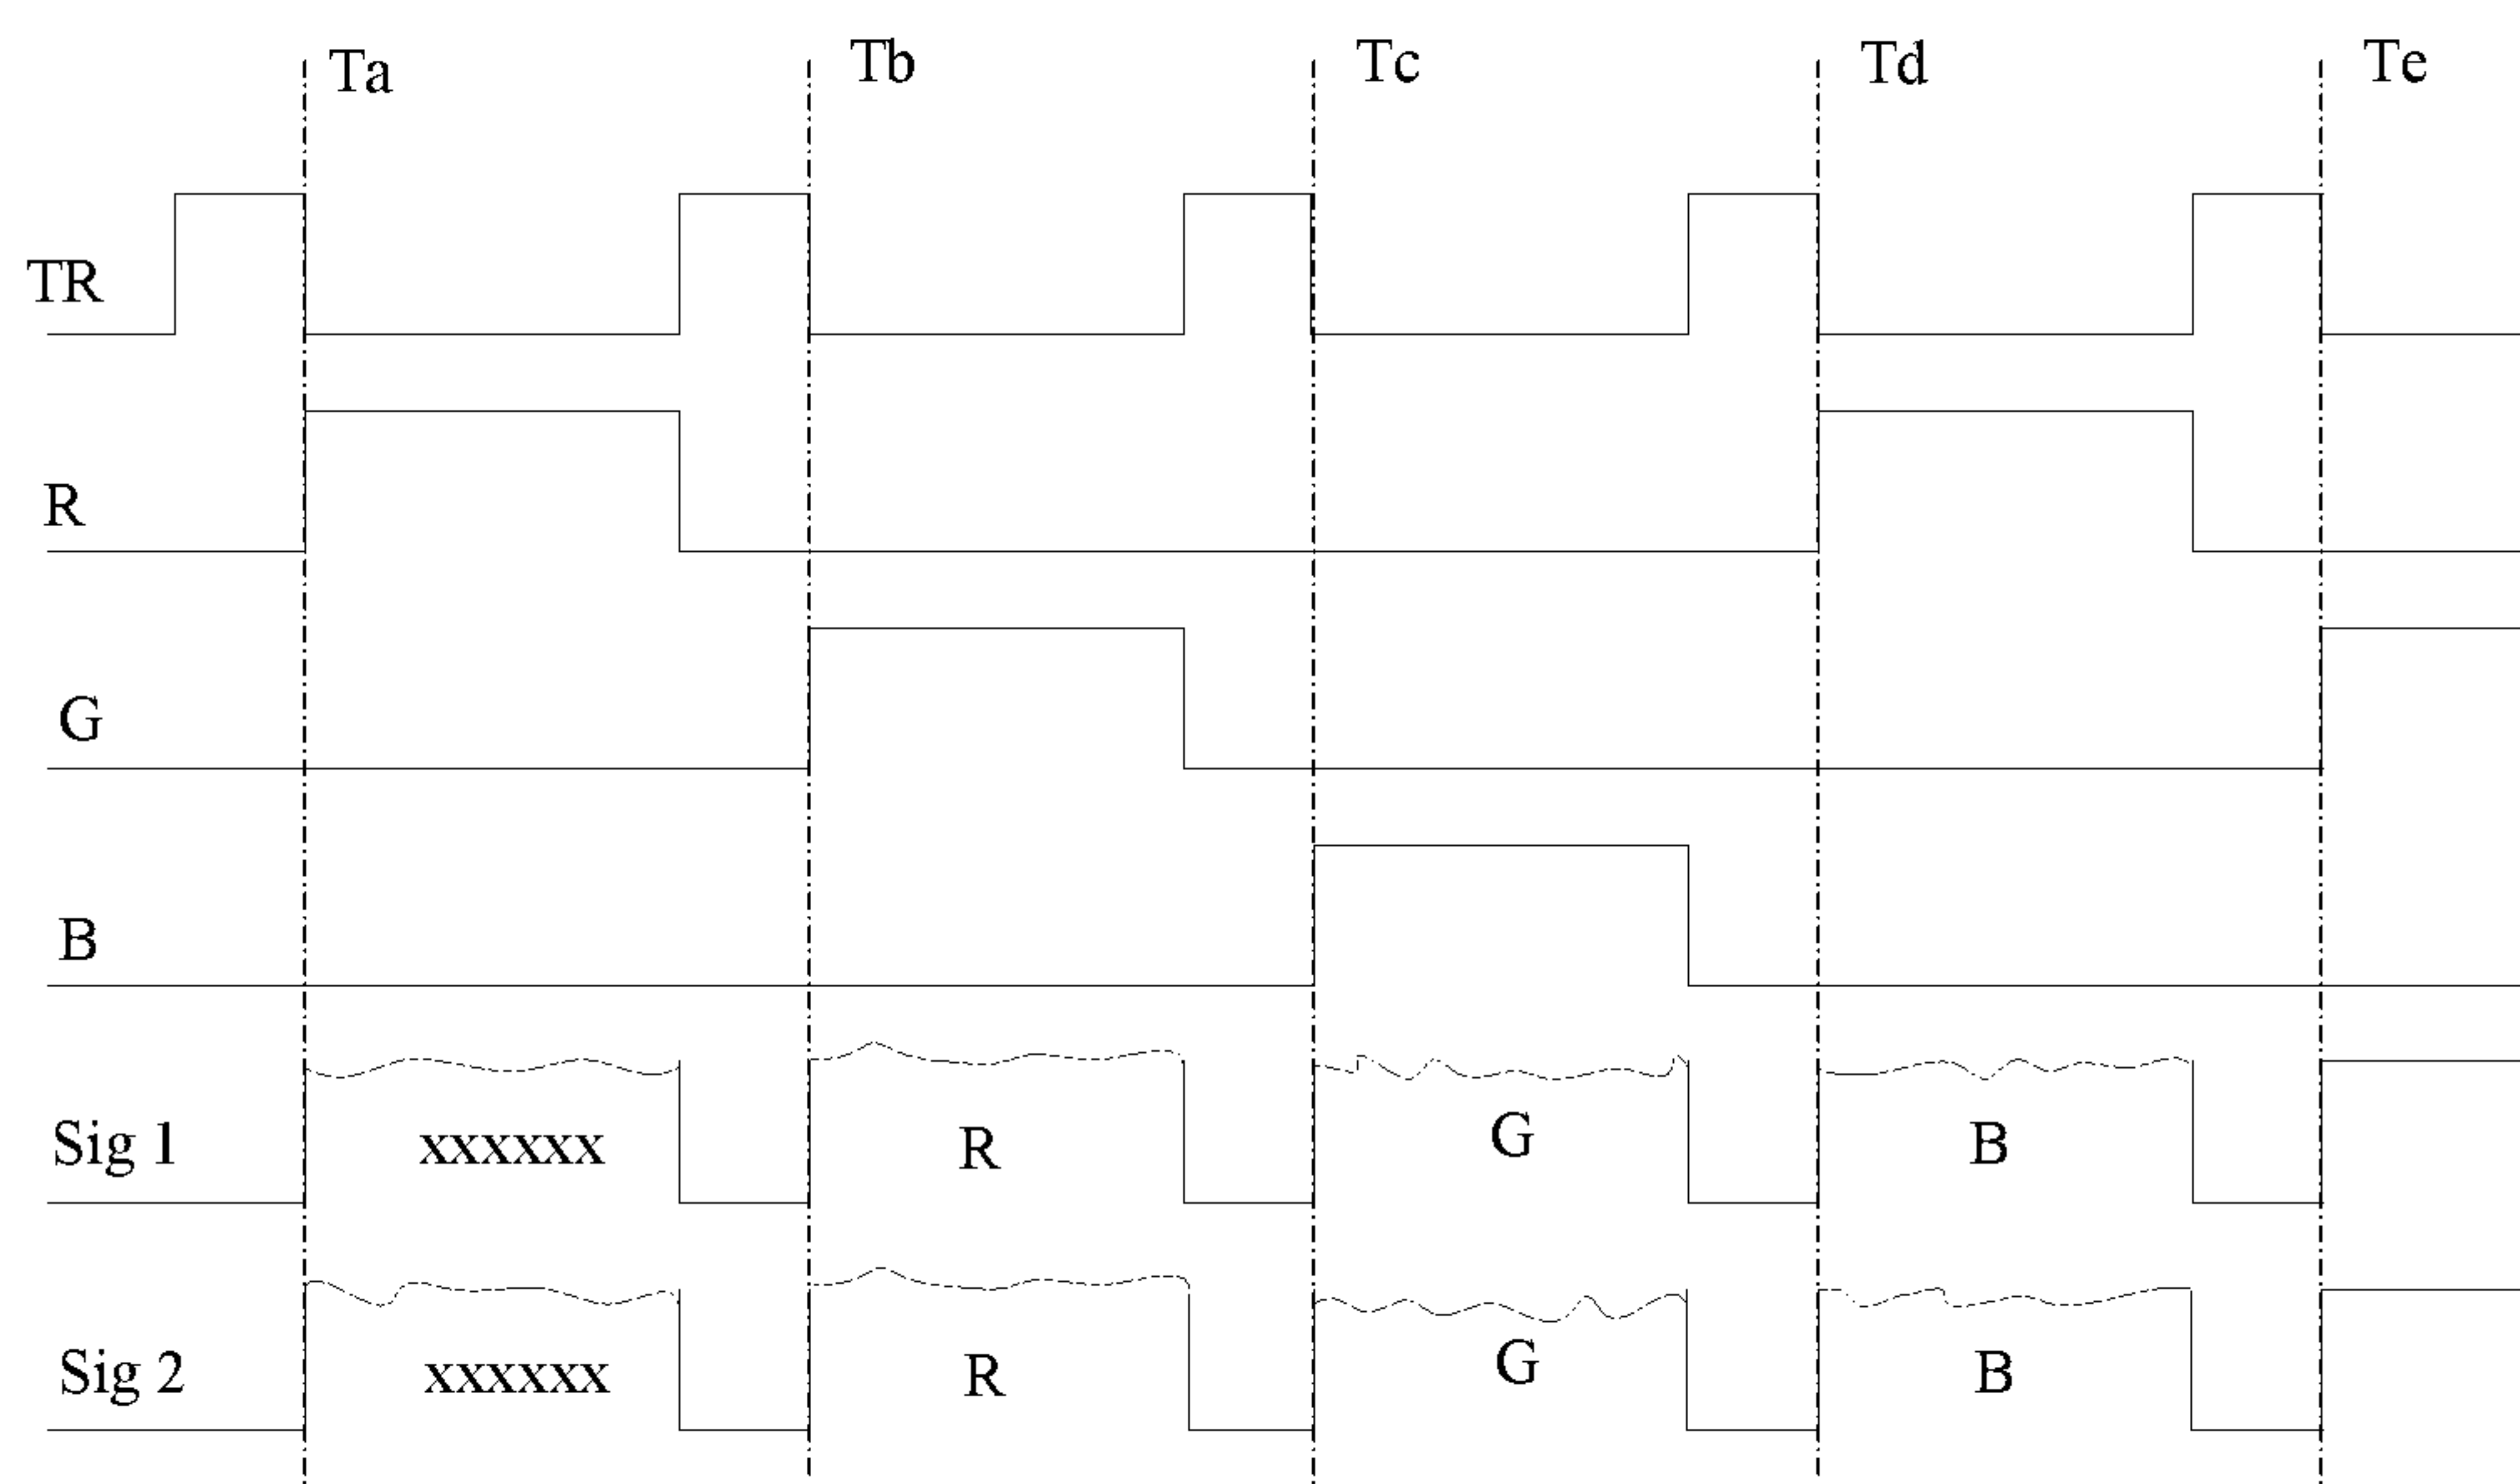 Ta Tb Tc Td Te
TR
R
G
B
Sig 1 xxxxxx R G B
Sig 2 xxxxxx R G B